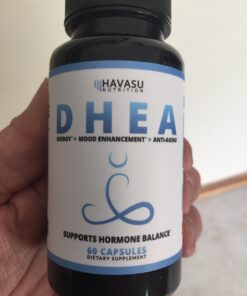 HAVASU
NUTRITION
DHEA
ENERGY* • MOOD ENHANCEMENT* • ANTI-AGING*
SUPPORTS HORMONE BALANCE*
60 CAPSULES
DIETARY SUPPLEMENT